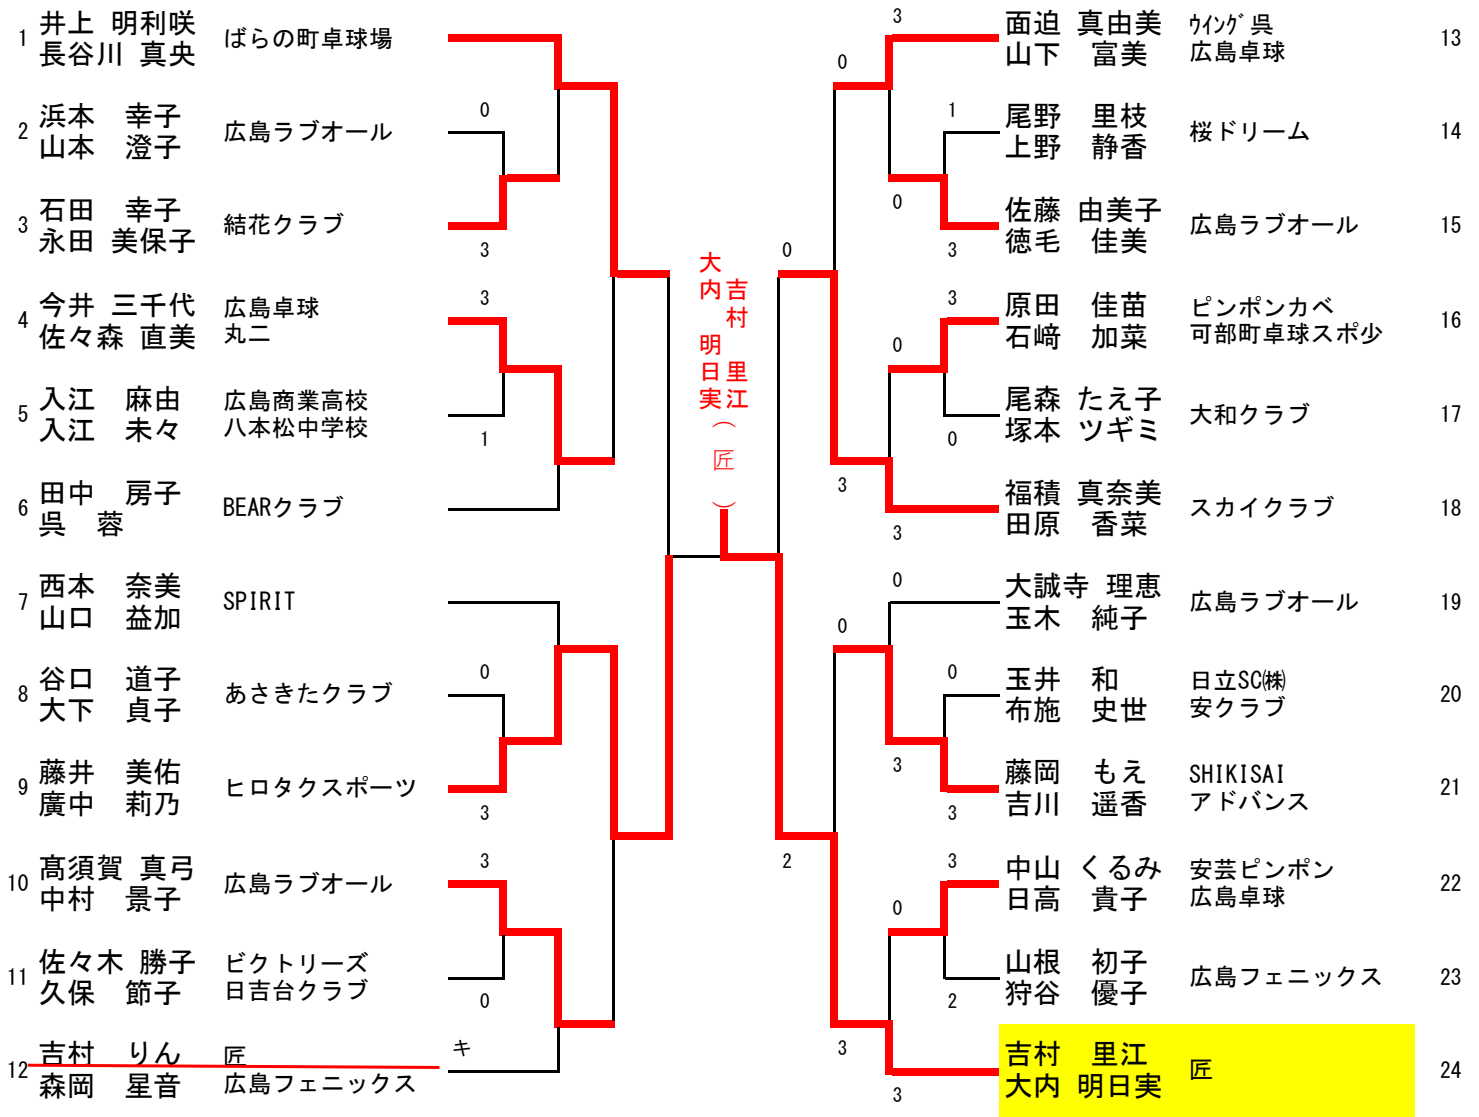 1 井上 明利咲 ばらの町卓球場
長谷川 真央
2 浜本 幸子 広島ラブオール 0
山本 澄子
3 石田 幸子 結花クラブ
永田 美保子 3
4 今井 三千代 広島卓球 3
佐々森 直美 丸二
5 入江 麻由 広島商業高校
入江 未々 八本松中学校 1
6 田中 房子 BEARクラブ
呉 蓉
7 西本 奈美 SPIRIT
山口 益加
8 谷口 道子 あさきたクラブ 0
大下 貞子
9 藤井 美佑 ヒロタクスポーツ
廣中 莉乃 3
10 髙須賀 真弓 広島ラブオール 3
中村 景子
11 佐々木 勝子 ビクトリーズ
久保 節子 日吉台クラブ 0
12 吉村 りん 匠 キ
森岡 星音 広島フェニックス
大内 明日実
吉村 里江
(匠)
0
2
0
3
0
3
3
0
0
3
0
3
0
3
3 面迫 真由美 ウイング呉 13
山下 富美 広島卓球
1 尾野 里枝 桜ドリーム 14
上野 静香
佐藤 由美子 広島ラブオール 15
徳毛 佳美
3 原田 佳苗 ピンポンカベ 16
石﨑 加菜 可部町卓球スポ少
尾森 たえ子 大和クラブ 17
0 塚本 ツギミ
福積 真奈美 スカイクラブ 18
田原 香菜
大誠寺 理恵 広島ラブオール 19
玉木 純子
0 玉井 和 日立SC㈱ 20
布施 史世 安クラブ
藤岡 もえ SHIKISAI 21
3 吉川 遥香 アドバンス
3 中山 くるみ 安芸ピンポン 22
日高 貴子 広島卓球
山根 初子 広島フェニックス 23
2 狩谷 優子
吉村 里江 匠 24
大内 明日実